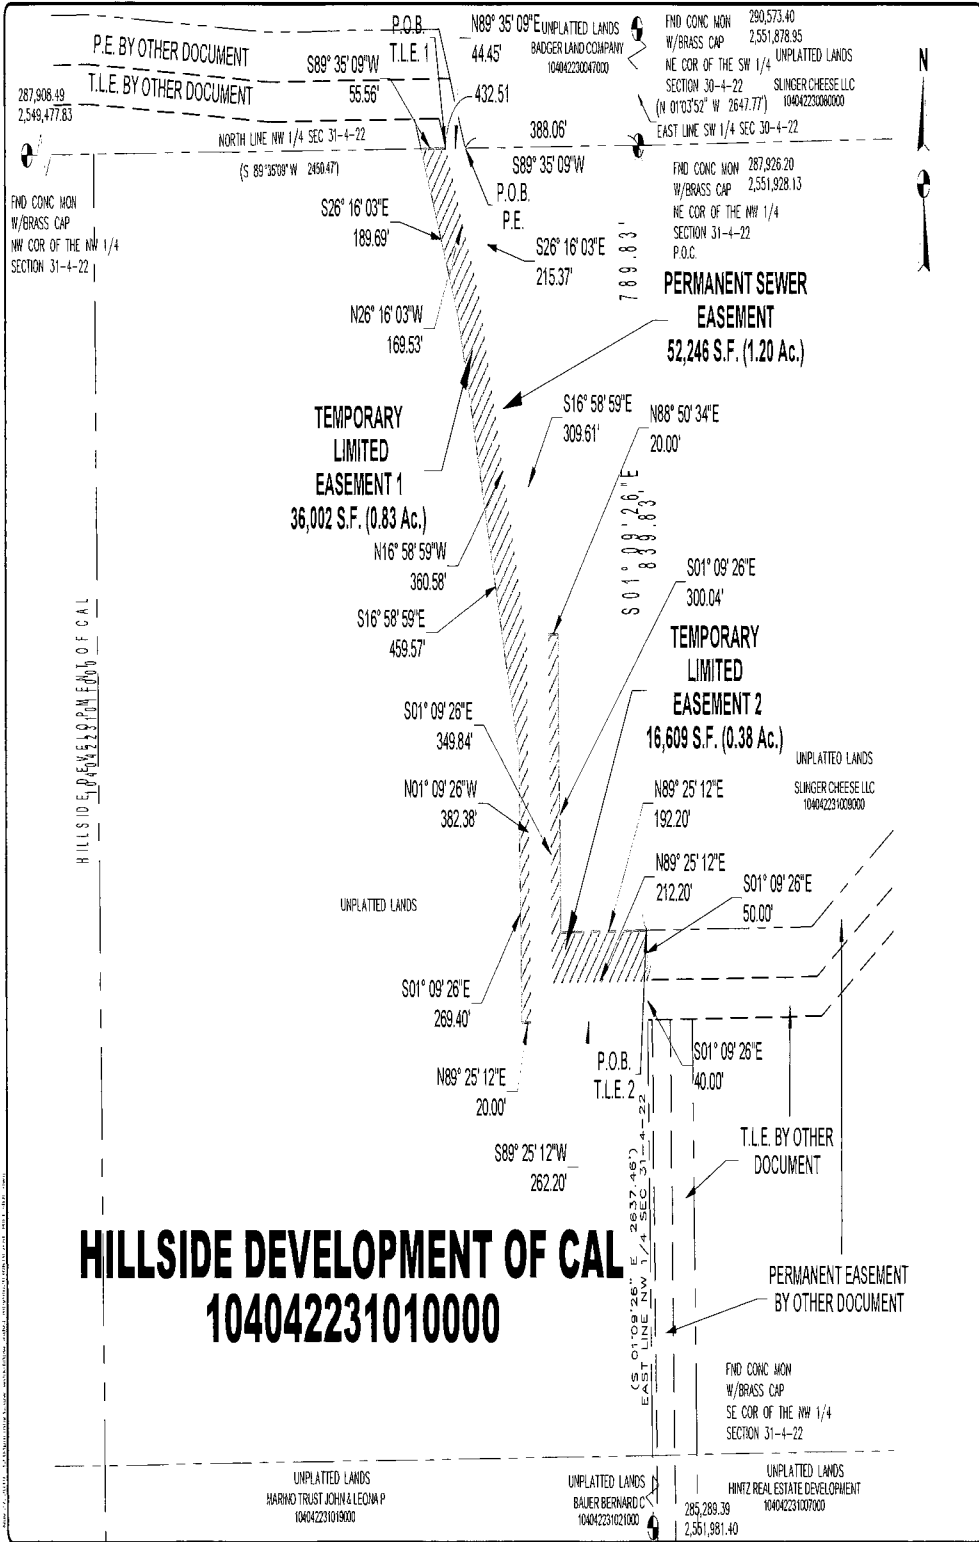 P.E. BY OTHER DOCUMENT
T.L.E. BY OTHER DOCUMENT
287,908.49
2,549,477.83
FND CONC MON
W/BRASS CAP
NW COR OF THE NW 1/4
SECTION 31-4-22
NORTH LINE NW 1/4 SEC 31-4-22
(S 89°35'09" W 2450.47')
S89° 35' 09"W
55.56'
P.O.B.
T.L.E. 1
N89° 35' 09"E
44.45'
432.51
388.06'
S89° 35' 09"W
P.O.B.
P.E.
UNPLATTED LANDS
BADGER LAND COMPANY
104042230047000
FND CONC MON
W/BRASS CAP
NE COR OF THE SW 1/4
SECTION 30-4-22
(N 01°03'52" W 2647.77')
EAST LINE SW 1/4 SEC 30-4-22
290,573.40
2,551,878.95
UNPLATTED LANDS
SLINGER CHEESE LLC
104042230080000
N
FND CONC MON
W/BRASS CAP
NE COR OF THE NW 1/4
SECTION 31-4-22
P.O.C.
287,926.20
2,551,928.13
S26° 16' 03"E
189.69'
S26° 16' 03"E
215.37'
N26° 16' 03"W
169.53'
789.83'
PERMANENT SEWER
EASEMENT
52,246 S.F. (1.20 Ac.)
TEMPORARY
LIMITED
EASEMENT 1
36,002 S.F. (0.83 Ac.)
S16° 58' 59"E
309.61'
N88° 50' 34"E
20.00'
S01° 09' 26"E
839.83'
N16° 58' 59"W
360.58'
S16° 58' 59"E
459.57'
S01° 09' 26"E
300.04'
TEMPORARY
LIMITED
EASEMENT 2
16,609 S.F. (0.38 Ac.)
HILLSIDE DEVELOPMENT OF CAL
104042231011000
S01° 09' 26"E
349.84'
N01° 09' 26"W
382.38'
UNPLATTED LANDS
SLINGER CHEESE LLC
104042231009000
N89° 25' 12"E
192.20'
N89° 25' 12"E
212.20'
S01° 09' 26"E
50.00'
UNPLATTED LANDS
S01° 09' 26"E
269.40'
N89° 25' 12"E
20.00'
P.O.B.
T.L.E. 2
S01° 09' 26"E
40.00'
S89° 25' 12"W
262.20'
T.L.E. BY OTHER
DOCUMENT
(S 01°09'26" E 2637.46')
EAST LINE NW 1/4 SEC 31-4-22
HILLSIDE DEVELOPMENT OF CAL
104042231010000
PERMANENT EASEMENT
BY OTHER DOCUMENT
FND CONC MON
W/BRASS CAP
SE COR OF THE NW 1/4
SECTION 31-4-22
UNPLATTED LANDS
MARINO TRUST JOHN & LEONA P
104042231019000
UNPLATTED LANDS
BAUER BERNARD C
104042231021000
285,289.39
2,551,981.40
UNPLATTED LANDS
HINTZ REAL ESTATE DEVELOPMENT
104042231007000